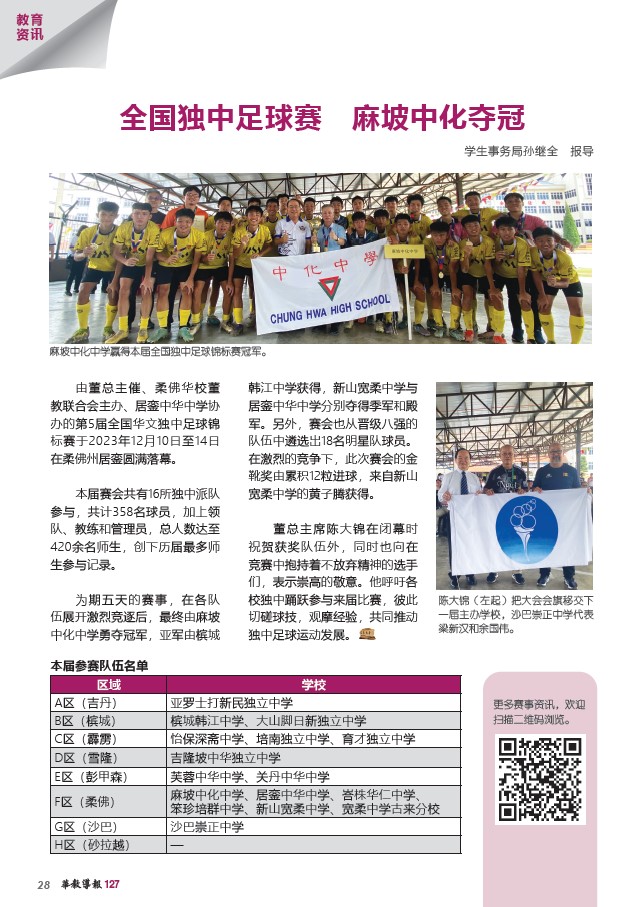 教育
资讯
全国独中足球赛　麻坡中化夺冠
学生事务局孙继全　报导
麻坡中化中学
中化中學
CHUNG HWA HIGH SCHOOL
麻坡中化中学赢得本届全国独中足球锦标赛冠军。
由董总主催、柔佛华校董
教联合会主办、居銮中华中学协
办的第5届全国华文独中足球锦
标赛于2023年12月10日至14日
在柔佛州居銮圆满落幕。
本届赛会共有16所独中派队
参与，共计358名球员，加上领
队、教练和管理员，总人数达至
420余名师生，创下历届最多师
生参与记录。
为期五天的赛事，在各队
伍展开激烈竞逐后，最终由麻坡
中化中学勇夺冠军，亚军由槟城
韩江中学获得，新山宽柔中学与
居銮中华中学分别夺得季军和殿
军。另外，赛会也从晋级八强的
队伍中遴选出18名明星队球员。
在激烈的竞争下，此次赛会的金
靴奖由累积12粒进球，来自新山
宽柔中学的黄子腾获得。
董总主席陈大锦在闭幕时
祝贺获奖队伍外，同时也向在
竞赛中抱持着不放弃精神的选手
们，表示崇高的敬意。他呼吁各
校独中踊跃参与来届比赛，彼此
切磋球技，观摩经验，共同推动
独中足球运动发展。
陈大锦（左起）把大会会旗移交下
一届主办学校，沙巴崇正中学代表
梁新汉和余国伟。
本届参赛队伍名单
区域 学校
A区（吉丹） 亚罗士打新民独立中学
B区（槟城） 槟城韩江中学、大山脚日新独立中学
C区（霹雳） 怡保深斋中学、培南独立中学、育才独立中学
D区（雪隆） 吉隆坡中华独立中学
E区（彭甲森） 芙蓉中华中学、关丹中华中学
F区（柔佛） 麻坡中化中学、居銮中华中学、峇株华仁中学、
笨珍培群中学、新山宽柔中学、宽柔中学古来分校
G区（沙巴） 沙巴崇正中学
H区（砂拉越） —
更多赛事资讯，欢迎
扫描二维码浏览。
28 華教導報 127